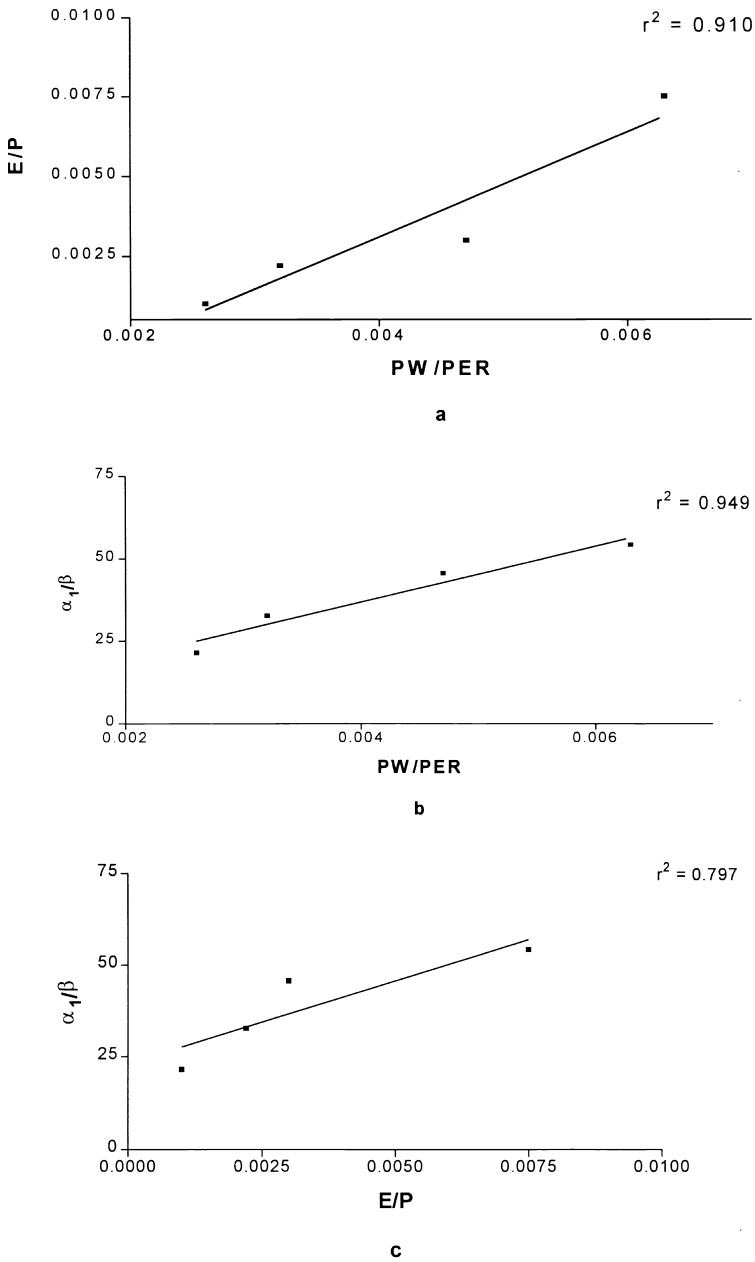 r² = 0.910
0.0100
0.0075
0.0050
0.0025
E/P
0.002 0.004 0.006
PW/PER
a
r² = 0.949
75
50
25
0
α₁/β
0.002 0.004 0.006
PW/PER
b
r² = 0.797
75
50
25
0
α₁/β
0.0000 0.0025 0.0050 0.0075 0.0100
E/P
c